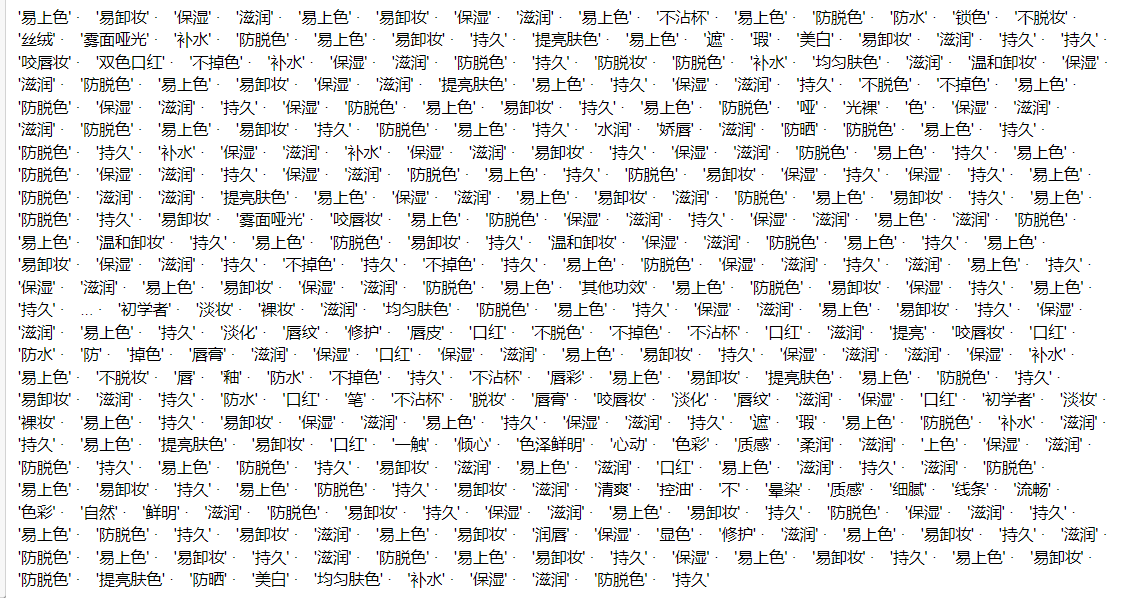 '易上色' · '易卸妆' · '保湿' · '滋润' · '易上色' · '易卸妆' · '保湿' · '滋润' · '易上色' · '不沾杯' · '易上色' · '防脱色' · '防水' · '锁色' · '不脱妆' ·
'丝绒' · '雾面哑光' · '补水' · '防脱色' · '易上色' · '易卸妆' · '持久' · '提亮肤色' · '易上色' · '遮' · '瑕' · '美白' · '易卸妆' · '滋润' · '持久' · '持久' ·
'咬唇妆' · '双色口红' · '不掉色' · '补水' · '保湿' · '滋润' · '防脱色' · '持久' · '防脱妆' · '防脱色' · '补水' · '均匀肤色' · '滋润' · '温和卸妆' · '保湿' ·
'滋润' · '防脱色' · '易上色' · '易卸妆' · '保湿' · '滋润' · '提亮肤色' · '易上色' · '持久' · '保湿' · '滋润' · '持久' · '不脱色' · '不掉色' · '易上色' ·
'防脱色' · '保湿' · '滋润' · '持久' · '保湿' · '防脱色' · '易上色' · '易卸妆' · '持久' · '易上色' · '防脱色' · '哑' · '光裸' · '色' · '保湿' · '滋润' ·
'滋润' · '防脱色' · '易上色' · '易卸妆' · '持久' · '防脱色' · '易上色' · '持久' · '水润' · '娇唇' · '滋润' · '防晒' · '防脱色' · '易上色' · '持久' ·
'防脱色' · '持久' · '补水' · '保湿' · '滋润' · '补水' · '保湿' · '滋润' · '易卸妆' · '持久' · '保湿' · '滋润' · '防脱色' · '易上色' · '持久' · '易上色' ·
'防脱色' · '保湿' · '滋润' · '持久' · '保湿' · '滋润' · '防脱色' · '易上色' · '持久' · '防脱色' · '易卸妆' · '保湿' · '持久' · '保湿' · '持久' · '易上色' ·
'防脱色' · '滋润' · '滋润' · '提亮肤色' · '易上色' · '保湿' · '滋润' · '易上色' · '易卸妆' · '滋润' · '防脱色' · '易上色' · '易卸妆' · '持久' · '易上色' ·
'防脱色' · '持久' · '易卸妆' · '雾面哑光' · '咬唇妆' · '易上色' · '防脱色' · '保湿' · '滋润' · '持久' · '保湿' · '滋润' · '易上色' · '滋润' · '防脱色' ·
'易上色' · '温和卸妆' · '持久' · '易上色' · '防脱色' · '易卸妆' · '持久' · '温和卸妆' · '保湿' · '滋润' · '防脱色' · '易上色' · '持久' · '易上色' ·
'易卸妆' · '保湿' · '滋润' · '持久' · '不掉色' · '持久' · '不掉色' · '持久' · '易上色' · '防脱色' · '保湿' · '滋润' · '持久' · '滋润' · '易上色' · '持久' ·
'保湿' · '滋润' · '易上色' · '易卸妆' · '保湿' · '滋润' · '防脱色' · '易上色' · '其他功效' · '易上色' · '防脱色' · '易卸妆' · '保湿' · '持久' · '易上色' ·
'持久' · ... · '初学者' · '淡妆' · '裸妆' · '滋润' · '均匀肤色' · '防脱色' · '易上色' · '持久' · '保湿' · '滋润' · '易上色' · '易卸妆' · '持久' · '保湿' ·
'滋润' · '易上色' · '持久' · '淡化' · '唇纹' · '修护' · '唇皮' · '口红' · '不脱色' · '不掉色' · '不沾杯' · '口红' · '滋润' · '提亮' · '咬唇妆' · '口红' ·
'防水' · '防' · '掉色' · '唇膏' · '滋润' · '保湿' · '口红' · '保湿' · '滋润' · '易上色' · '易卸妆' · '持久' · '保湿' · '滋润' · '滋润' · '保湿' · '补水' ·
'易上色' · '不脱妆' · '唇' · '釉' · '防水' · '不掉色' · '持久' · '不沾杯' · '唇彩' · '易上色' · '易卸妆' · '提亮肤色' · '易上色' · '防脱色' · '持久' ·
'易卸妆' · '滋润' · '持久' · '防水' · '口红' · '笔' · '不沾杯' · '脱妆' · '唇膏' · '咬唇妆' · '淡化' · '唇纹' · '滋润' · '保湿' · '口红' · '初学者' · '淡妆' ·
'裸妆' · '易上色' · '持久' · '易卸妆' · '保湿' · '滋润' · '易上色' · '持久' · '保湿' · '滋润' · '持久' · '遮' · '瑕' · '易上色' · '防脱色' · '补水' · '滋润' ·
'持久' · '易上色' · '提亮肤色' · '易卸妆' · '口红' · '一触' · '倾心' · '色泽鲜明' · '心动' · '色彩' · '质感' · '柔润' · '滋润' · '上色' · '保湿' · '滋润' ·
'防脱色' · '持久' · '易上色' · '防脱色' · '持久' · '易卸妆' · '滋润' · '易上色' · '滋润' · '口红' · '易上色' · '滋润' · '持久' · '滋润' · '防脱色' ·
'易上色' · '易卸妆' · '持久' · '易上色' · '防脱色' · '持久' · '易卸妆' · '滋润' · '清爽' · '控油' · '不' · '晕染' · '质感' · '细腻' · '线条' · '流畅' ·
'色彩' · '自然' · '鲜明' · '滋润' · '防脱色' · '易卸妆' · '持久' · '保湿' · '滋润' · '易上色' · '易卸妆' · '持久' · '防脱色' · '保湿' · '滋润' · '持久' ·
'易上色' · '防脱色' · '持久' · '易卸妆' · '滋润' · '易上色' · '易卸妆' · '润唇' · '保湿' · '显色' · '修护' · '滋润' · '易上色' · '易卸妆' · '持久' · '滋润' ·
'防脱色' · '易上色' · '易卸妆' · '持久' · '滋润' · '防脱色' · '易上色' · '易卸妆' · '持久' · '保湿' · '易上色' · '易卸妆' · '持久' · '易上色' · '易卸妆' ·
'防脱色' · '提亮肤色' · '防晒' · '美白' · '均匀肤色' · '补水' · '保湿' · '滋润' · '防脱色' · '持久'